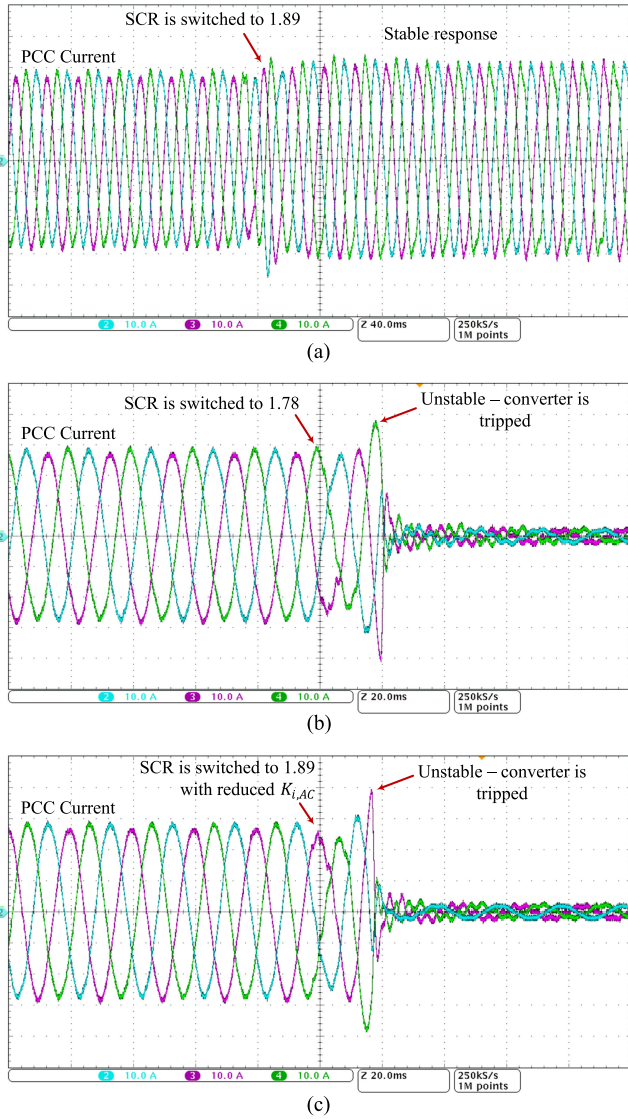 SCR is switched to 1.89
Stable response
PCC Current
2 10.0 A 3 10.0 A 4 10.0 A Z 40.0ms 250kS/s
1M points
(a)
SCR is switched to 1.78
Unstable – converter is
tripped
PCC Current
2 10.0 A 3 10.0 A 4 10.0 A Z 20.0ms 250kS/s
1M points
(b)
SCR is switched to 1.89
with reduced K_{i,AC}
Unstable – converter is
tripped
PCC Current
2 10.0 A 3 10.0 A 4 10.0 A Z 20.0ms 250kS/s
1M points
(c)